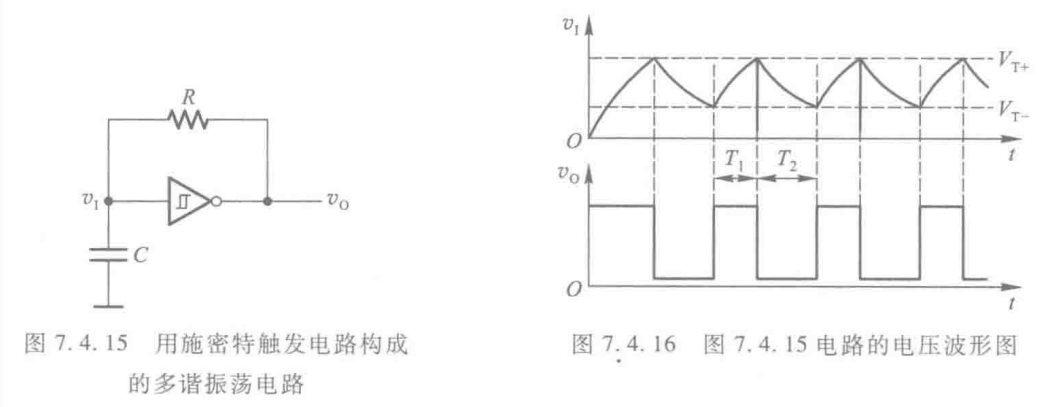 R
v_I
v_O
C
图 7.4.15 用施密特触发电路构成
的多谐振荡电路
v_I
V_T+
V_T−
O
t
v_O
T_1 T_2
O
t
图 7.4.16 图 7.4.15 电路的电压波形图